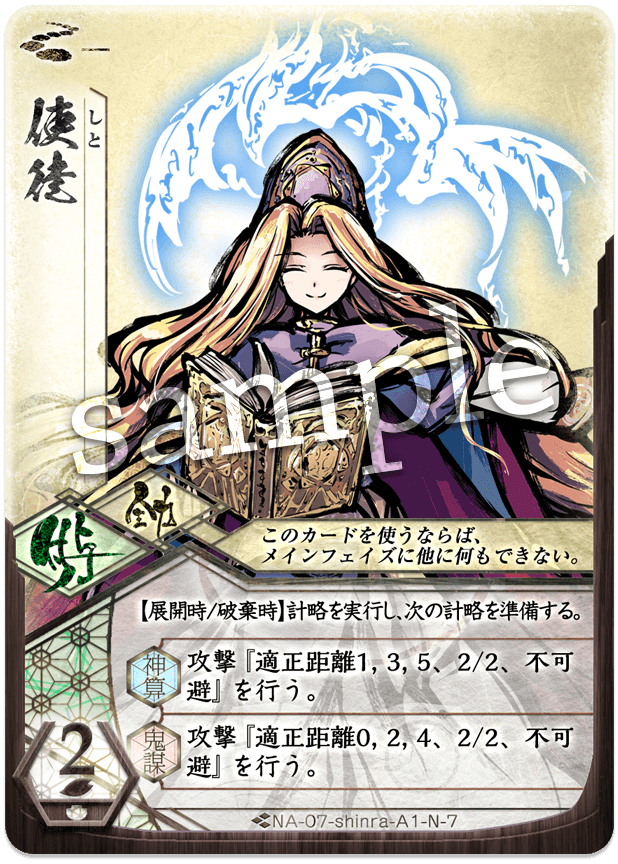 使徒
しと
sample
付与
全力
このカードを使うならば、
メインフェイズに他に何もできない。
【展開時/破棄時】計略を実行し、次の計略を準備する。
神算
攻撃『適正距離1, 3, 5、2/2、不可
避』を行う。
鬼謀
攻撃『適正距離0, 2, 4、2/2、不可
避』を行う。
2
NA-07-shinra-A1-N-7